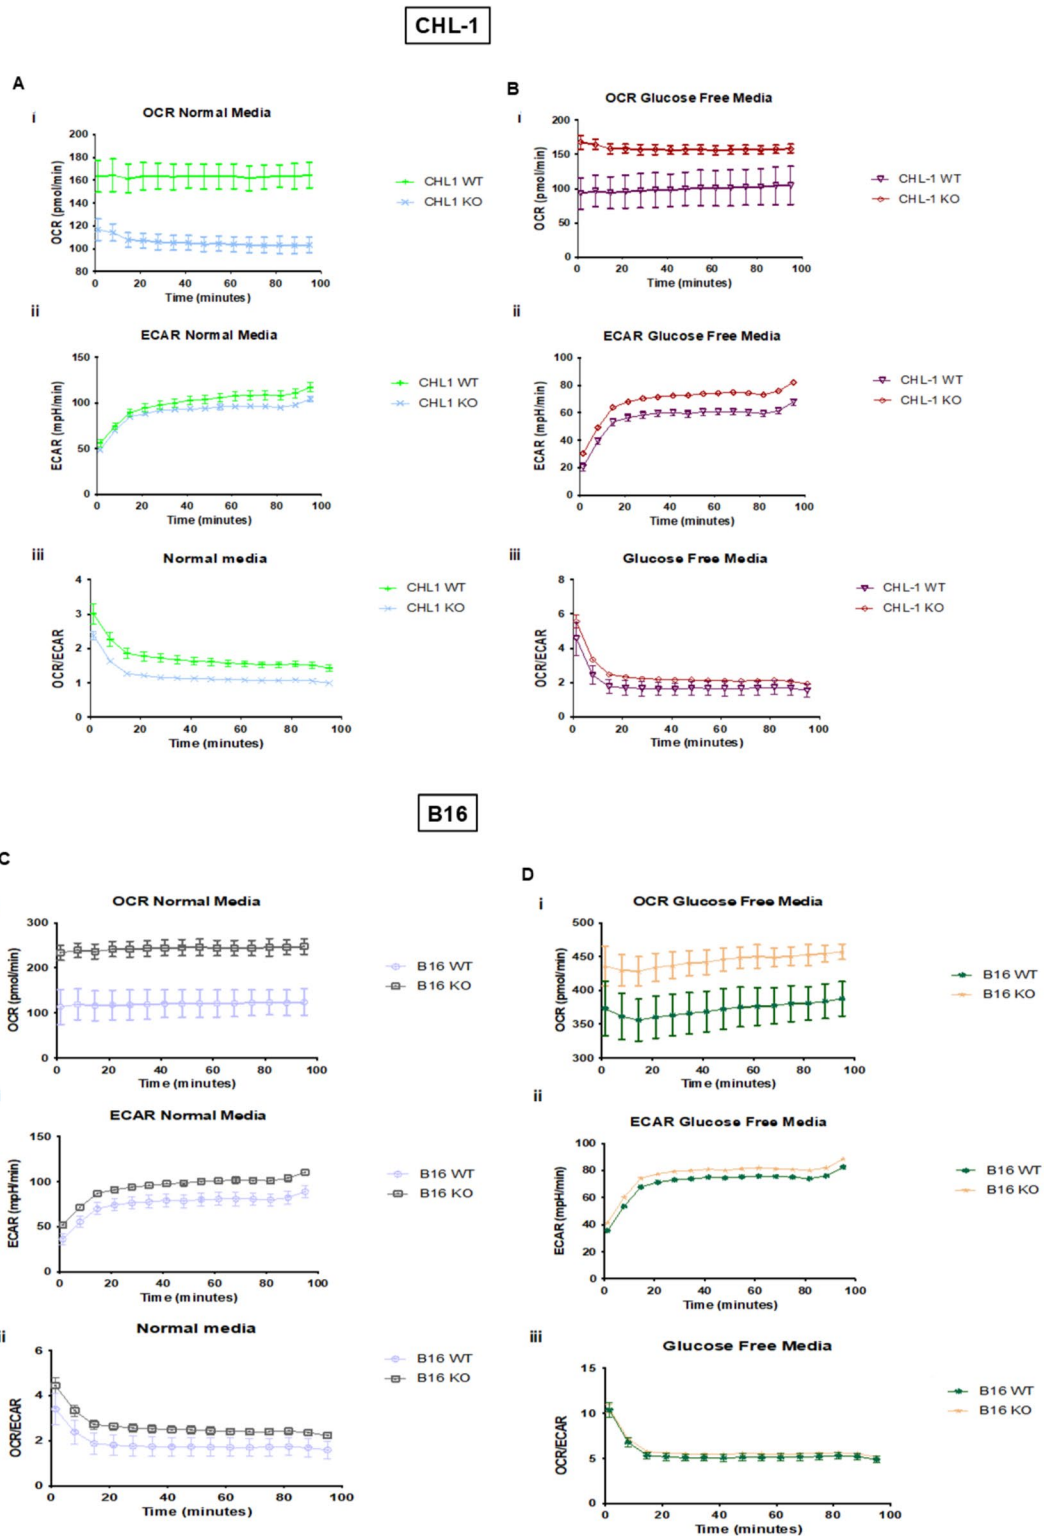 CHL-1
A
i
OCR Normal Media
200
180
160
140
120
100
80
OCR (pmol/min)
0 20 40 60 80 100
Time (minutes)
CHL1 WT
CHL1 KO
ii
ECAR Normal Media
150
100
50
0
ECAR (mpH/min)
0 20 40 60 80 100
Time (minutes)
CHL1 WT
CHL1 KO
iii
Normal media
4
3
2
1
0
OCR/ECAR
0 20 40 60 80 100
Time (minutes)
CHL1 WT
CHL1 KO
B
i
OCR Glucose Free Media
200
150
100
50
0
OCR (pmol/min)
0 20 40 60 80 100
Time (minutes)
CHL-1 WT
CHL-1 KO
ii
ECAR Glucose Free Media
100
80
60
40
20
0
ECAR (mpH/min)
0 20 40 60 80 100
Time (minutes)
CHL-1 WT
CHL-1 KO
iii
Glucose Free Media
8
6
4
2
0
OCR/ECAR
0 20 40 60 80 100
Time (minutes)
CHL-1 WT
CHL-1 KO
B16
C
OCR Normal Media
300
200
100
0
OCR (pmol/min)
0 20 40 60 80 100
Time (minutes)
B16 WT
B16 KO
ECAR Normal Media
150
100
50
0
ECAR (mpH/min)
0 20 40 60 80 100
Time (minutes)
B16 WT
B16 KO
ii
Normal media
6
4
2
0
OCR/ECAR
0 20 40 60 80 100
Time (minutes)
B16 WT
B16 KO
D
i
OCR Glucose Free Media
500
450
400
350
300
OCR (pmol/min)
0 20 40 60 80 100
Time (minutes)
B16 WT
B16 KO
ii
ECAR Glucose Free Media
100
80
60
40
20
0
ECAR (mpH/min)
0 20 40 60 80 100
Time (minutes)
B16 WT
B16 KO
iii
Glucose Free Media
15
10
5
0
OCR/ECAR
0 20 40 60 80 100
Time (minutes)
B16 WT
B16 KO